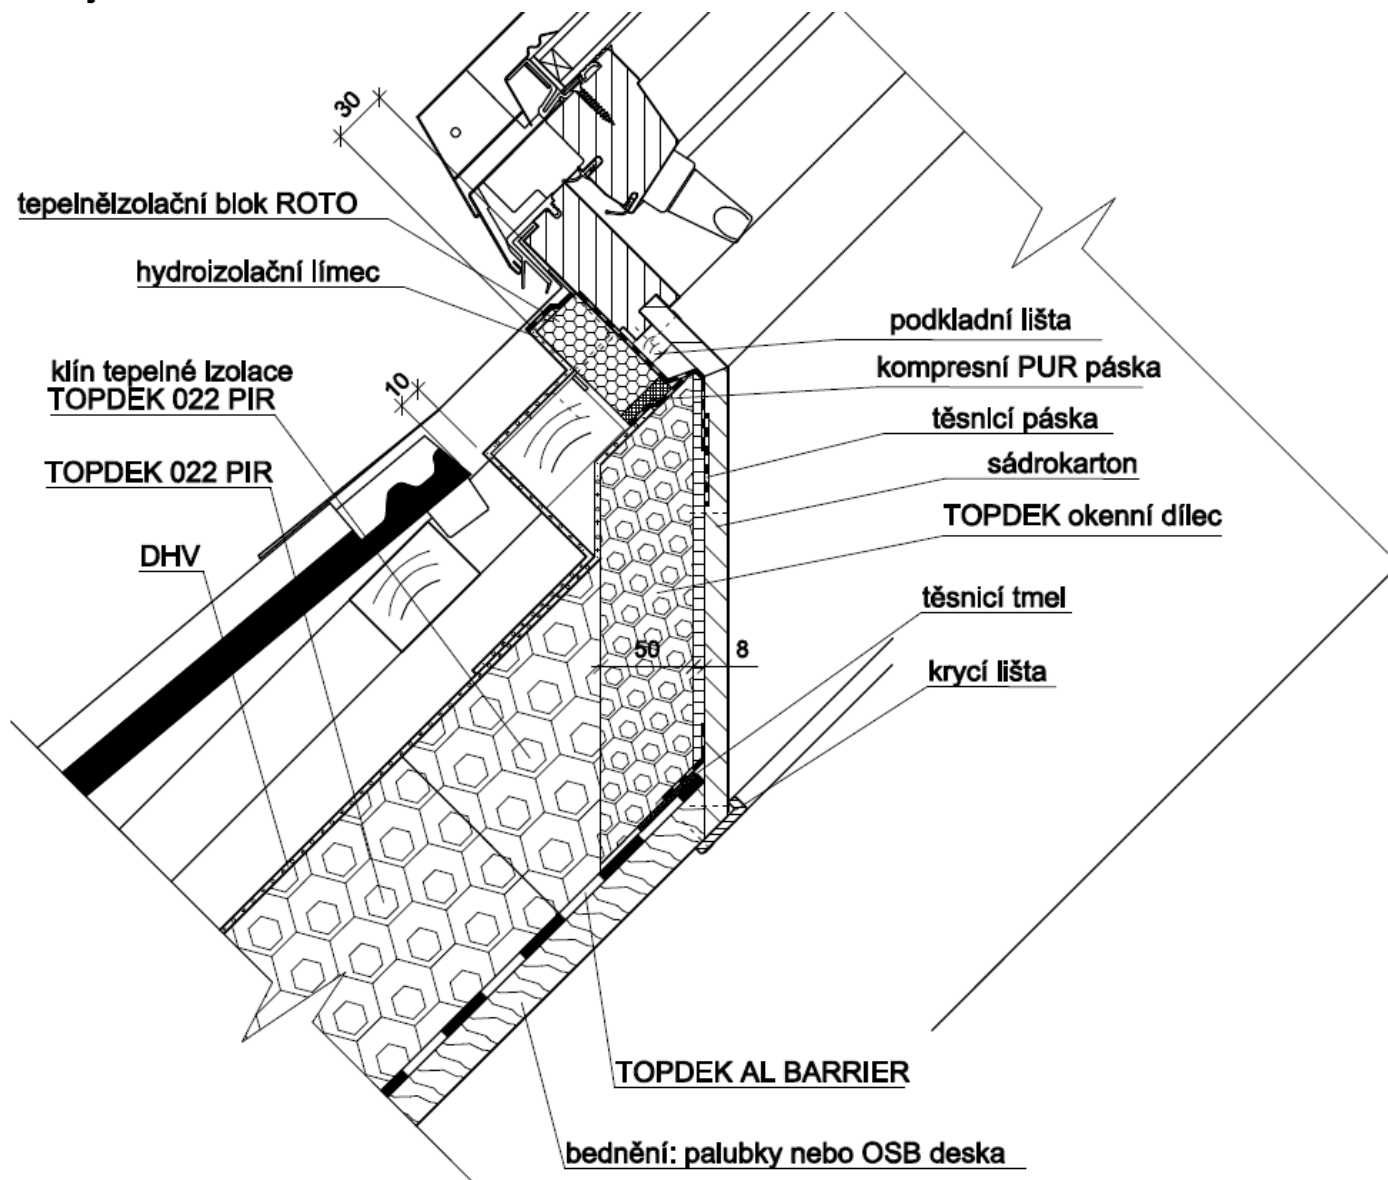 30
tepelněizolační blok ROTO
hydroizolační límec
klín tepelné izolace
TOPDEK 022 PIR
10
TOPDEK 022 PIR
DHV
podkladní lišta
kompresní PUR páska
těsnicí páska
sádrokarton
TOPDEK okenní dílec
těsnicí tmel
50
8
krycí lišta
TOPDEK AL BARRIER
bednění: palubky nebo OSB deska